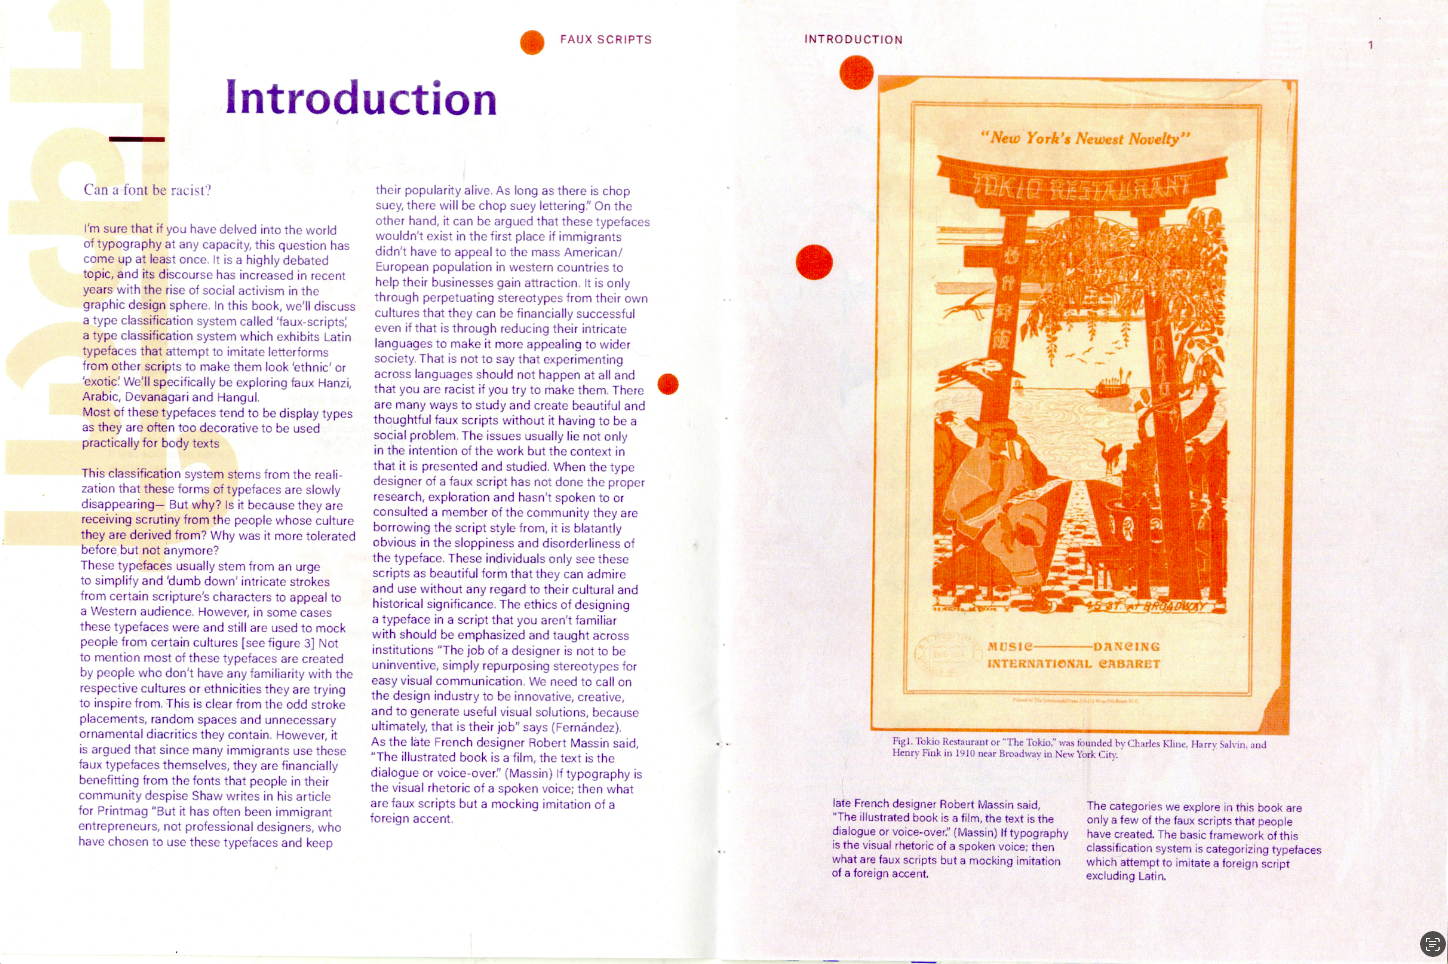 FAUX SCRIPTS
Introduction
Can a font be racist?
I'm sure that if you have delved into the world
of typography at any capacity, this question has
come up at least once. It is a highly debated
topic, and its discourse has increased in recent
years with the rise of social activism in the
graphic design sphere. In this book, we'll discuss
a type classification system called 'faux-scripts',
a type classification system which exhibits Latin
typefaces that attempt to imitate letterforms
from other scripts to make them look 'ethnic' or
'exotic'. We'll specifically be exploring faux Hanzi,
Arabic, Devanagari and Hangul.
Most of these typefaces tend to be display types
as they are often too decorative to be used
practically for body texts
This classification system stems from the reali-
zation that these forms of typefaces are slowly
disappearing— But why? Is it because they are
receiving scrutiny from the people whose culture
they are derived from? Why was it more tolerated
before but not anymore?
These typefaces usually stem from an urge
to simplify and 'dumb down' intricate strokes
from certain scripture's characters to appeal to
a Western audience. However, in some cases
these typefaces were and still are used to mock
people from certain cultures [see figure 3] Not
to mention most of these typefaces are created
by people who don't have any familiarity with the
respective cultures or ethnicities they are trying
to inspire from. This is clear from the odd stroke
placements, random spaces and unnecessary
ornamental diacritics they contain. However, it
is argued that since many immigrants use these
faux typefaces themselves, they are financially
benefitting from the fonts that people in their
community despise Shaw writes in his article
for Printmag "But it has often been immigrant
entrepreneurs, not professional designers, who
have chosen to use these typefaces and keep
their popularity alive. As long as there is chop
suey, there will be chop suey lettering." On the
other hand, it can be argued that these typefaces
wouldn't exist in the first place if immigrants
didn't have to appeal to the mass American/
European population in western countries to
help their businesses gain attraction. It is only
through perpetuating stereotypes from their own
cultures that they can be financially successful
even if that is through reducing their intricate
languages to make it more appealing to wider
society. That is not to say that experimenting
across languages should not happen at all and
that you are racist if you try to make them. There
are many ways to study and create beautiful and
thoughtful faux scripts without it having to be a
social problem. The issues usually lie not only
in the intention of the work but the context in
that it is presented and studied. When the type
designer of a faux script has not done the proper
research, exploration and hasn't spoken to or
consulted a member of the community they are
borrowing the script style from, it is blatantly
obvious in the sloppiness and disorderliness of
the typeface. These individuals only see these
scripts as beautiful form that they can admire
and use without any regard to their cultural and
historical significance. The ethics of designing
a typeface in a script that you aren't familiar
with should be emphasized and taught across
institutions "The job of a designer is not to be
uninventive, simply repurposing stereotypes for
easy visual communication. We need to call on
the design industry to be innovative, creative,
and to generate useful visual solutions, because
ultimately, that is their job" says (Fernández).
As the late French designer Robert Massin said,
"The illustrated book is a film, the text is the
dialogue or voice-over." (Massin) If typography is
the visual rhetoric of a spoken voice; then what
are faux scripts but a mocking imitation of a
foreign accent.
INTRODUCTION
1
"New York's Newest Novelty"
TOKIO RESTAURANT
TOKIO
45 ST. AT BROADWAY
MUSIC——DANCING
INTERNATIONAL CABARET
Fig1. Tokio Restaurant or "The Tokio," was founded by Charles Kline, Harry Salvin, and
Henry Fink in 1910 near Broadway in New York City.
late French designer Robert Massin said,
"The illustrated book is a film, the text is the
dialogue or voice-over." (Massin) If typography
is the visual rhetoric of a spoken voice; then
what are faux scripts but a mocking imitation
of a foreign accent.
The categories we explore in this book are
only a few of the faux scripts that people
have created. The basic framework of this
classification system is categorizing typefaces
which attempt to imitate a foreign script
excluding Latin.